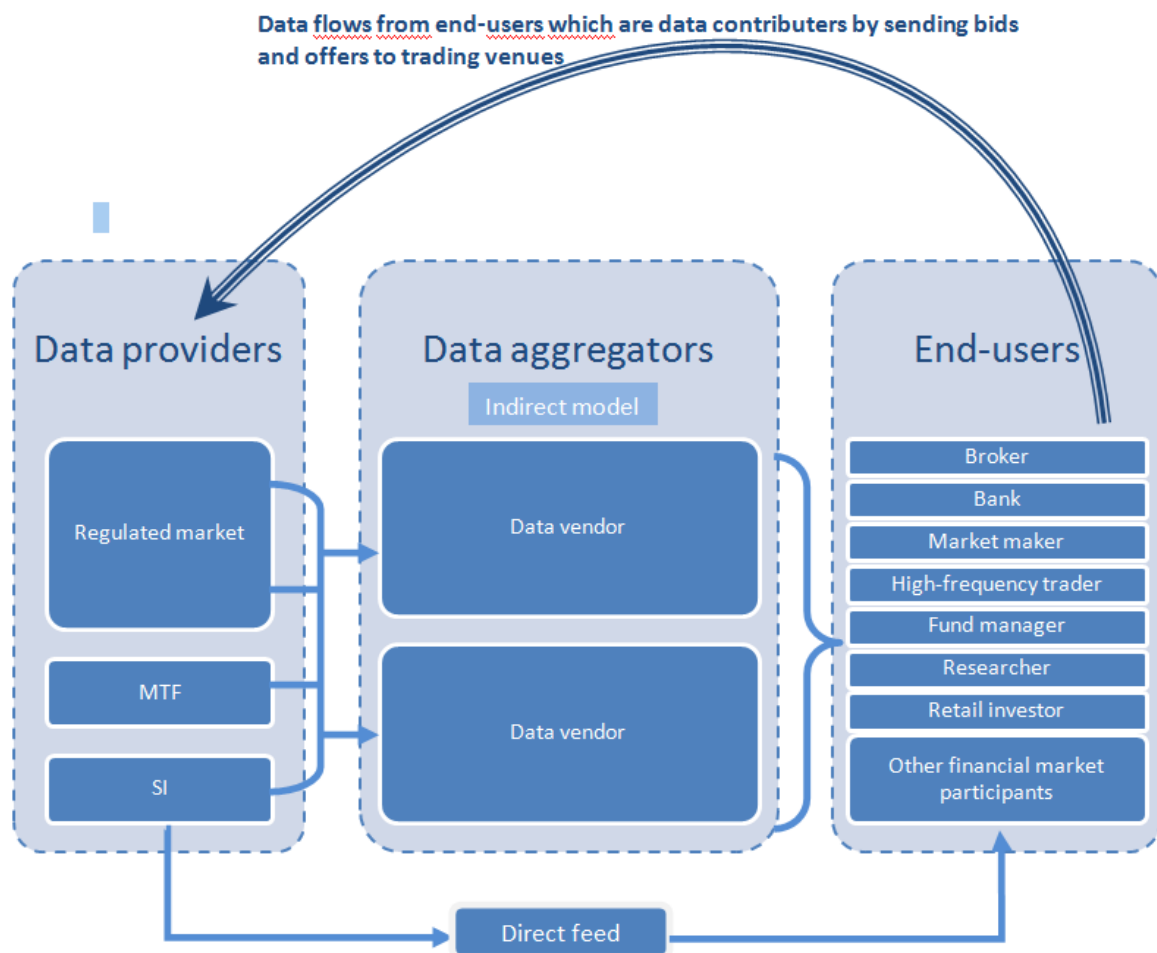 Data flows from end-users which are data contributers by sending bids
and offers to trading venues
Data providers
Regulated market
MTF
SI
Data aggregators
Indirect model
Data vendor
Data vendor
End-users
Broker
Bank
Market maker
High-frequency trader
Fund manager
Researcher
Retail investor
Other financial market
participants
Direct feed